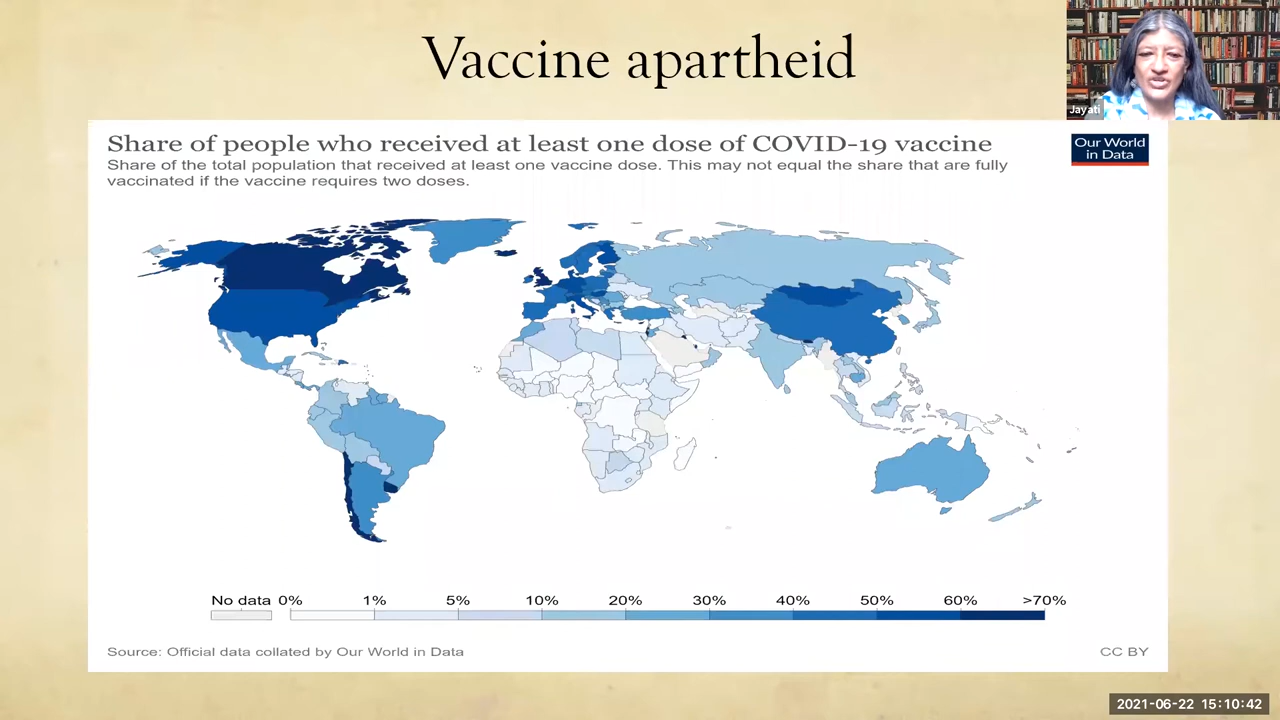 Vaccine apartheid
Jayati
Share of people who received at least one dose of COVID-19 vaccine
Share of the total population that received at least one vaccine dose. This may not equal the share that are fully
vaccinated if the vaccine requires two doses.
Our World
in Data
No data 0% 1% 5% 10% 20% 30% 40% 50% 60% >70%
Source: Official data collated by Our World in Data
CC BY
2021-06-22 15:10:42